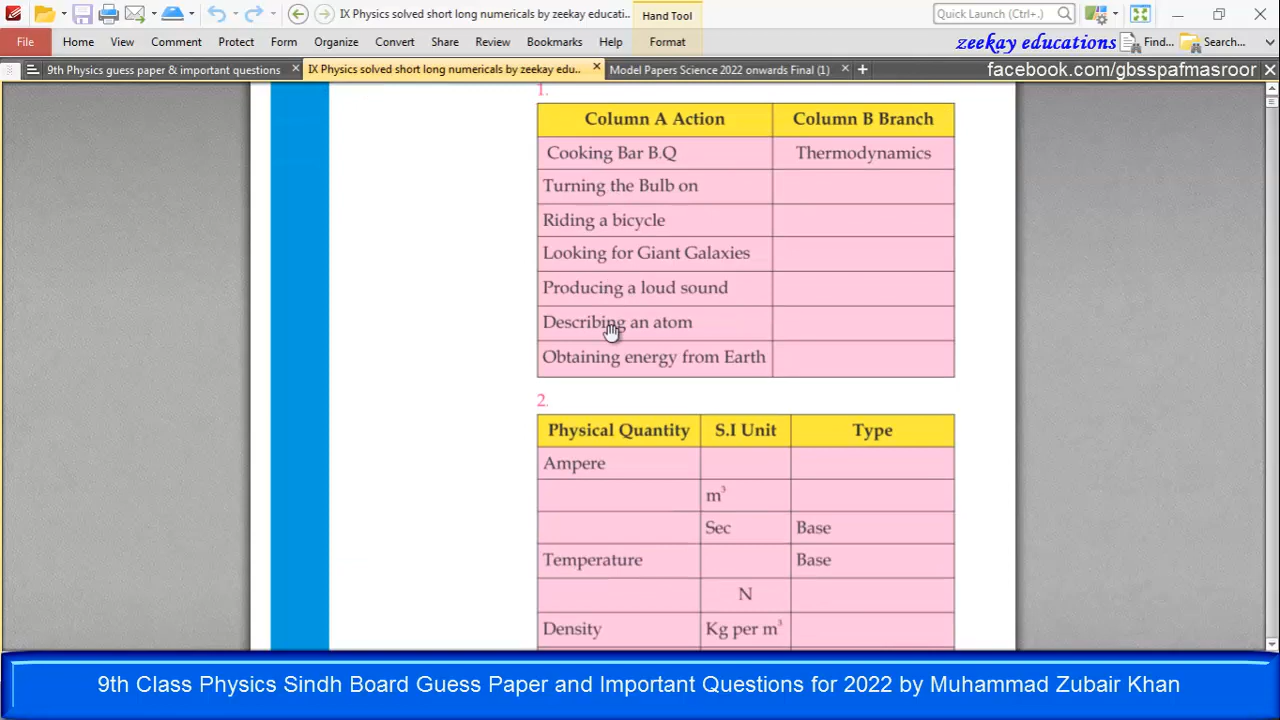 IX Physics solved short long numericals by zeekay educati..
Hand Tool
Quick Launch (Ctrl+.)
File Home View Comment Protect Form Organize Convert Share Review Bookmarks Help Format
zeekay educations
Find...
Search...
9th Physics guess paper & important questions
IX Physics solved short long numericals by zeekay edu..
Model Papers Science 2022 onwards Final (1)
facebook.com/gbsspafmasroor
1.
Column A Action Column B Branch
Cooking Bar B.Q Thermodynamics
Turning the Bulb on
Riding a bicycle
Looking for Giant Galaxies
Producing a loud sound
Describing an atom
Obtaining energy from Earth
2.
Physical Quantity S.I Unit Type
Ampere
m³
Sec Base
Temperature Base
N
Density Kg per m³
9th Class Physics Sindh Board Guess Paper and Important Questions for 2022 by Muhammad Zubair Khan